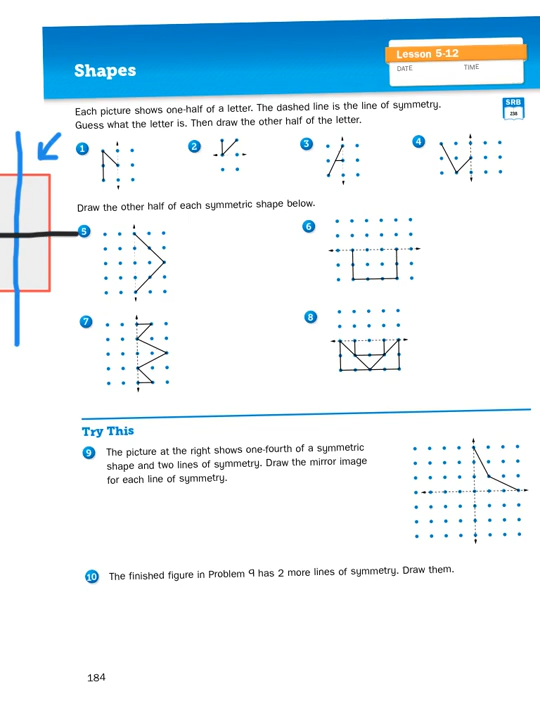 Lesson 5-12
DATE TIME
Shapes
SRB
Each picture shows one-half of a letter. The dashed line is the line of symmetry.
Guess what the letter is. Then draw the other half of the letter.
1 2 3 4
Draw the other half of each symmetric shape below.
5 6
7 8
Try This
9 The picture at the right shows one-fourth of a symmetric
shape and two lines of symmetry. Draw the mirror image
for each line of symmetry.
10 The finished figure in Problem 9 has 2 more lines of symmetry. Draw them.
184